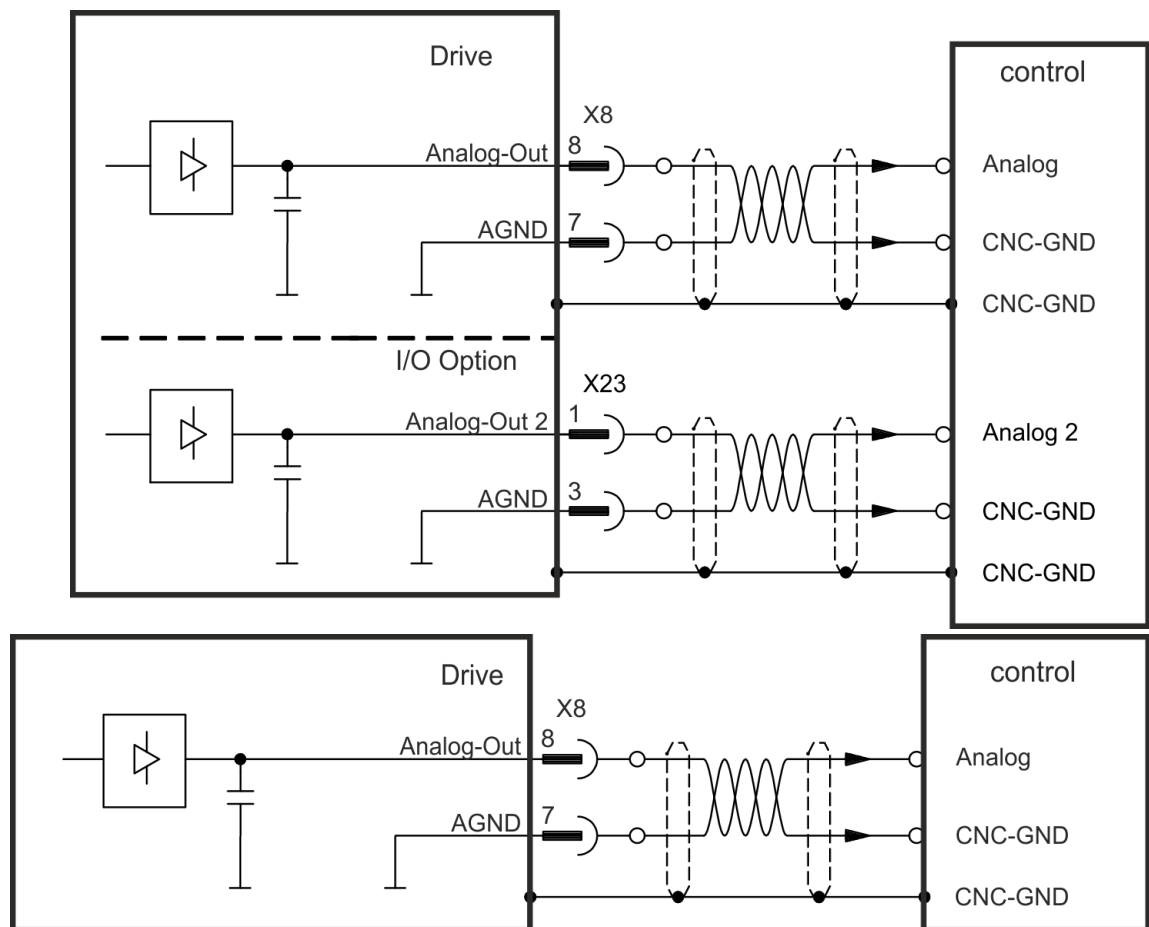 Drive
control
X8
Analog-Out 8 Analog
AGND 7 CNC-GND
CNC-GND
I/O Option
X23
Analog-Out 2 1 Analog 2
AGND 3 CNC-GND
CNC-GND
Drive
control
X8
Analog-Out 8 Analog
AGND 7 CNC-GND
CNC-GND